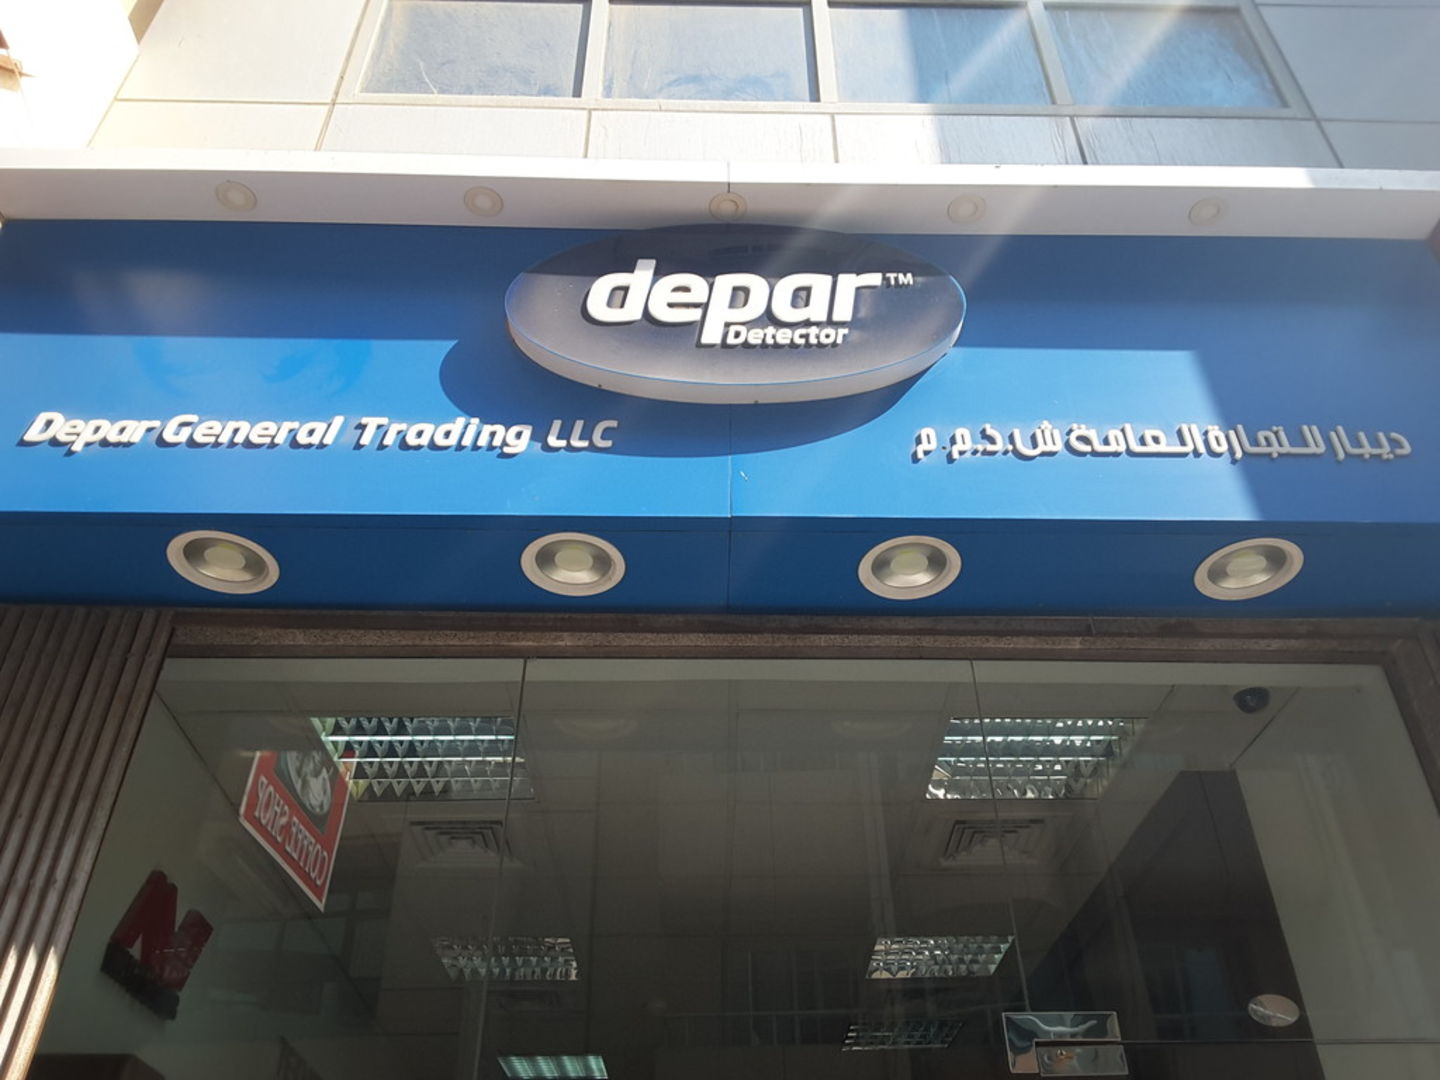 depar™
Detector
Depar General Trading LLC
ديبار للتجارة العامة ش.ذ.م.م
COFFEE SHOP